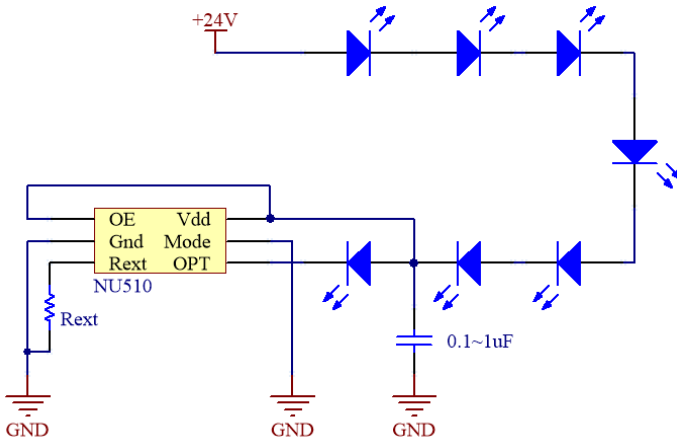 +24V
OE Vdd
Gnd Mode
Rext OPT
NU510
Rext
0.1~1uF
GND GND GND